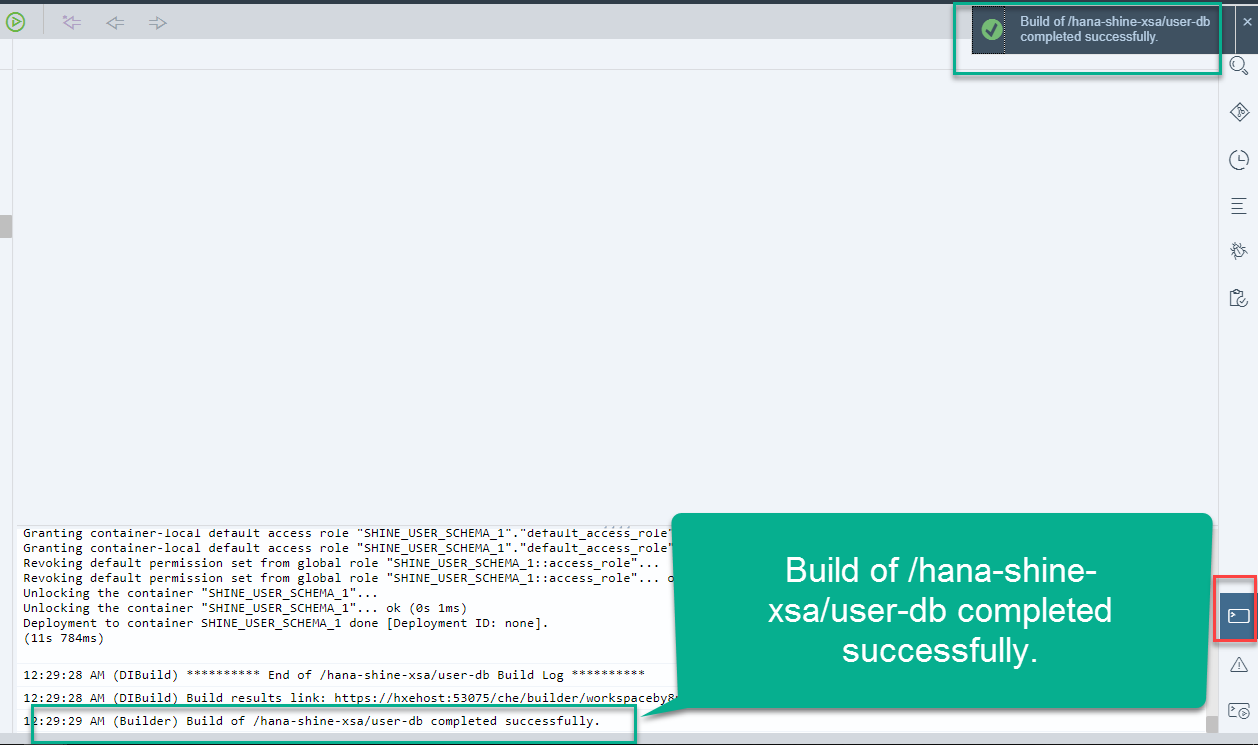 Build of /hana-shine-xsa/user-db
completed successfully.
Granting container-local default access role "SHINE_USER_SCHEMA_1"."default_access_role"
Granting container-local default access role "SHINE_USER_SCHEMA_1"."default_access_role"
Revoking default permission set from global role "SHINE_USER_SCHEMA_1::access_role"...
Revoking default permission set from global role "SHINE_USER_SCHEMA_1::access_role"... o
Unlocking the container "SHINE_USER_SCHEMA_1"...
Unlocking the container "SHINE_USER_SCHEMA_1"... ok (0s 1ms)
Deployment to container SHINE_USER_SCHEMA_1 done [Deployment ID: none].
(11s 784ms)
12:29:28 AM (DIBuild) ********** End of /hana-shine-xsa/user-db Build Log **********
12:29:28 AM (DIBuild) Build results link: https://hxehost:53075/che/builder/workspaceby8
12:29:29 AM (Builder) Build of /hana-shine-xsa/user-db completed successfully.
Build of /hana-shine-
xsa/user-db completed
successfully.